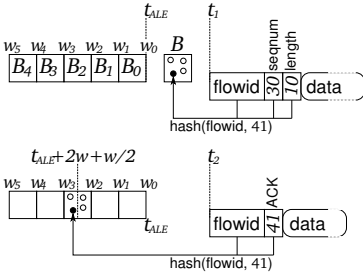 t_ALE t_1
w_5 w_4 w_3 w_2 w_1 w_0 B seqnum length
B_4 B_3 B_2 B_1 B_0 flowid 30 10 data
hash(flowid, 41)
t_ALE+2w+w/2 t_2
w_5 w_4 w_3 w_2 w_1 w_0 ACK
flowid 41 data
t_ALE
hash(flowid, 41)